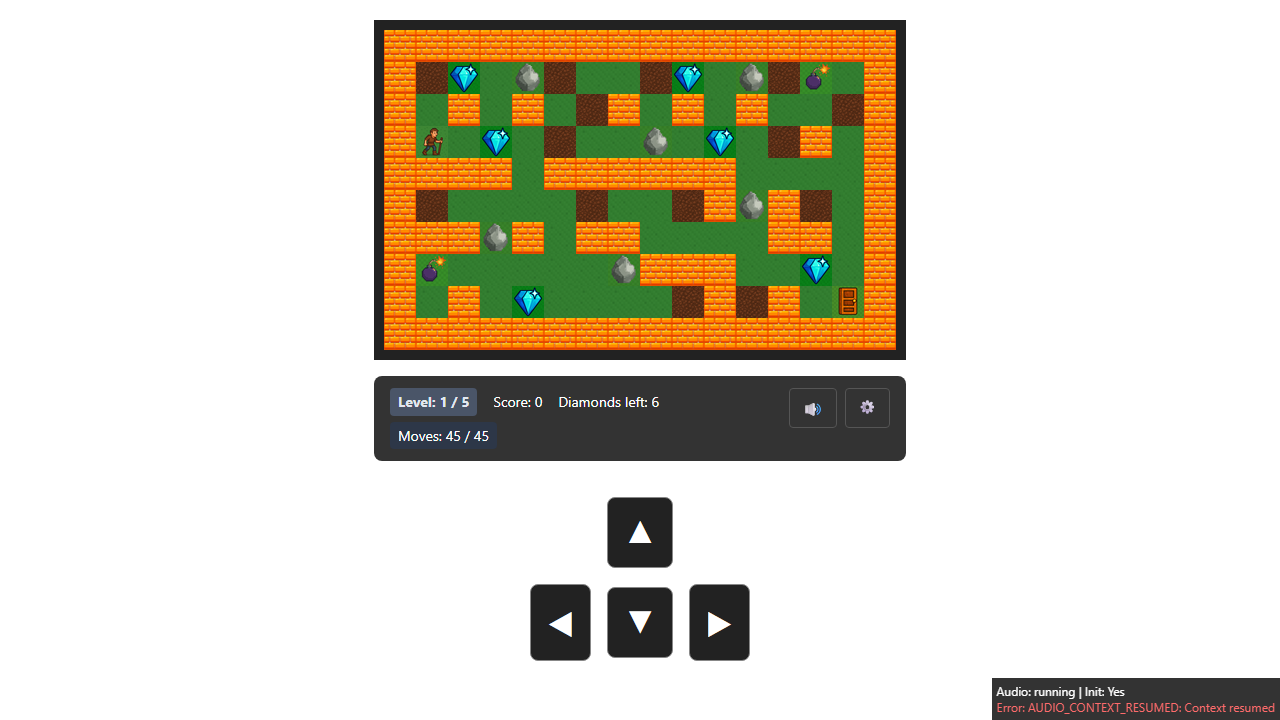 Level: 1 / 5 Score: 0 Diamonds left: 6
Moves: 45 / 45
Audio: running | Init: Yes
Error: AUDIO_CONTEXT_RESUMED: Context resumed